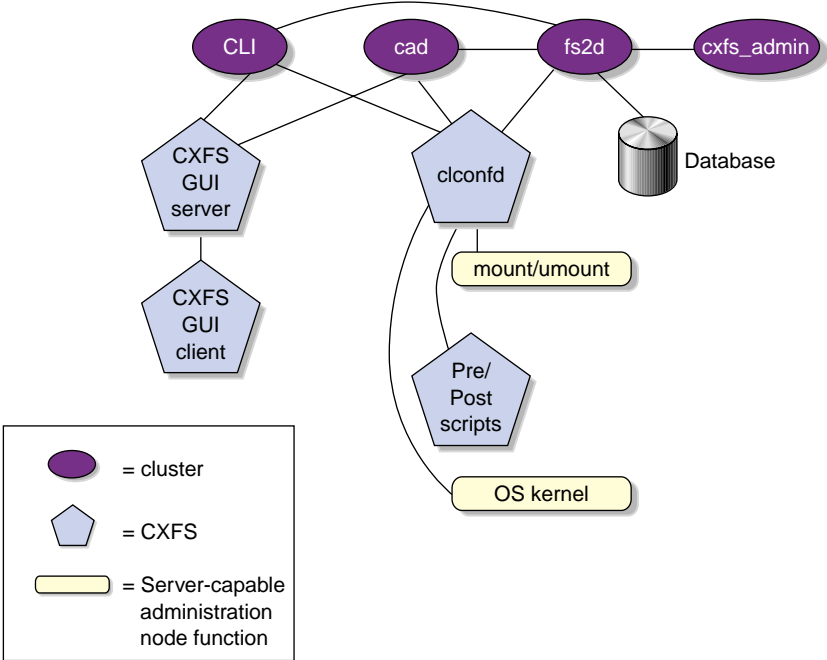 CLI
cad
fs2d
cxfs_admin
CXFS
GUI
server
clconfd
Database
mount/umount
CXFS
GUI
client
Pre/
Post
scripts
OS kernel
= cluster
= CXFS
= Server-capable
administration
node function